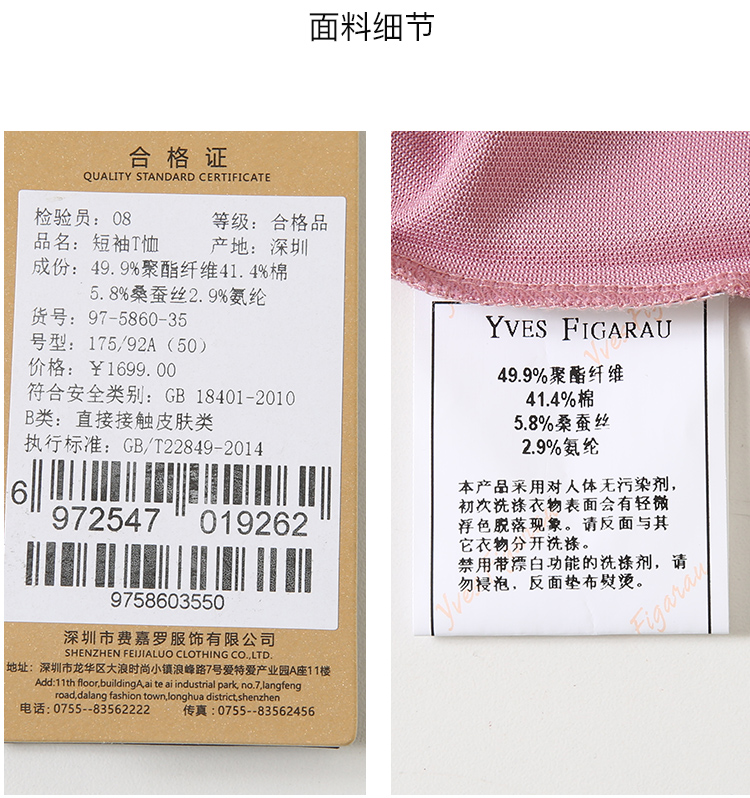 面料细节
合格证
QUALITY STANDARD CERTIFICATE
检验员：08 等级：合格品
品名：短袖T恤 产地：深圳
成份：49.9%聚酯纤维41.4%棉
5.8%桑蚕丝2.9%氨纶
货号：97-5860-35
号型：175/92A（50）
价格：￥1699.00
符合安全类别：GB 18401-2010
B类：直接接触皮肤类
执行标准：GB/T22849-2014
6 972547 019262
9758603550
深圳市费嘉罗服饰有限公司
SHENZHEN FEIJIALUO CLOTHING CO.,LTD.
地址：深圳市龙华区大浪时尚小镇浪峰路7号爱特爱产业园A座11楼
Add:11th floor,buildingA,ai te ai industrial park, no.7,langfeng
road,dalang fashion town,longhua district,shenzhen
电话：0755--83562222 传真：0755--83562456
Yves Fig
YVES FIGARAU
49.9%聚酯纤维
41.4%棉
5.8%桑蚕丝
2.9%氨纶
本产品采用对人体无污染剂，
初次洗涤衣物表面会有轻微
浮色脱落现象。请反面与其
它衣物分开洗涤。
禁用带漂白功能的洗涤剂，请
勿浸泡，反面垫布熨烫。
Yves Figarau